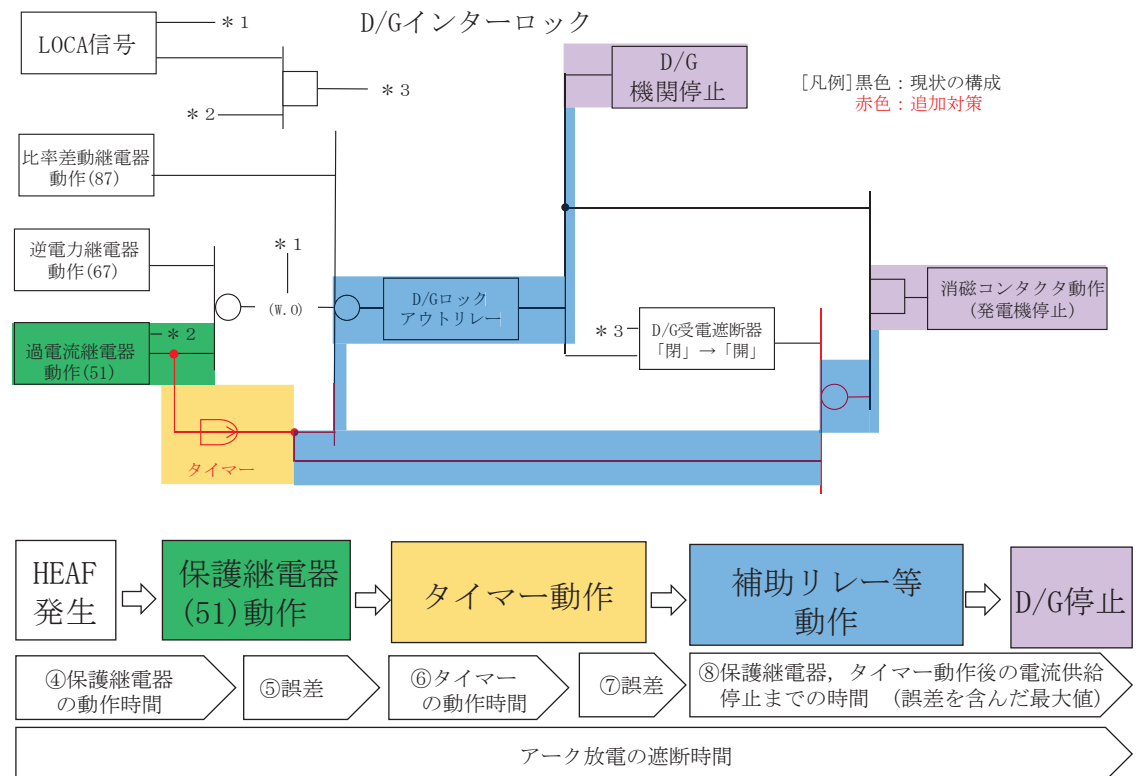 D/Gインターロック
LOCA信号
*1
*2
*3
D/G
機関停止
[凡例]黒色：現状の構成
赤色：追加対策
比率差動継電器
動作(87)
逆電力継電器
動作(67)
*1
(W.O)
D/Gロック
アウトリレー
消磁コンタクタ動作
(発電機停止)
*3
D/G受電遮断器
「閉」→「開」
*2
過電流継電器
動作(51)
タイマー
HEAF
発生
保護継電器
(51)動作
タイマー動作
補助リレー等
動作
D/G停止
④保護継電器
の動作時間
⑤誤差
⑥タイマー
の動作時間
⑦誤差
⑧保護継電器，タイマー動作後の電流供給
停止までの時間　(誤差を含んだ最大値)
アーク放電の遮断時間